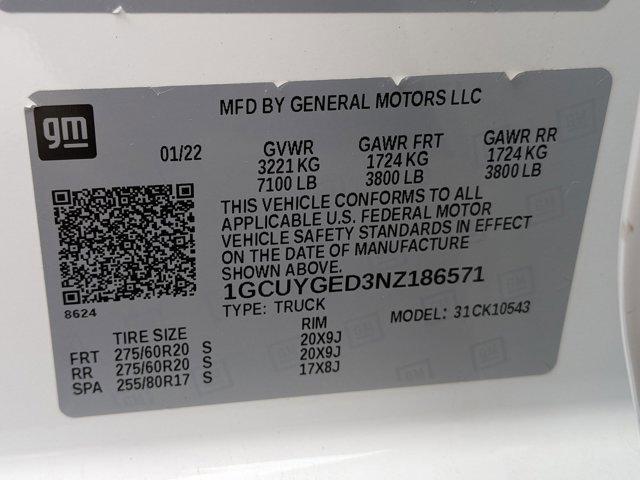 MFD BY GENERAL MOTORS LLC
gm
01/22
GVWR
3221 KG
7100 LB
GAWR FRT
1724 KG
3800 LB
GAWR RR
1724 KG
3800 LB
THIS VEHICLE CONFORMS TO ALL
APPLICABLE U.S. FEDERAL MOTOR
VEHICLE SAFETY STANDARDS IN EFFECT
ON THE DATE OF MANUFACTURE
SHOWN ABOVE.
1GCUYGED3NZ186571
TYPE: TRUCK
MODEL: 31CK10543
8624
TIRE SIZE RIM
FRT 275/60R20 S 20X9J
RR 275/60R20 S 20X9J
SPA 255/80R17 S 17X8J